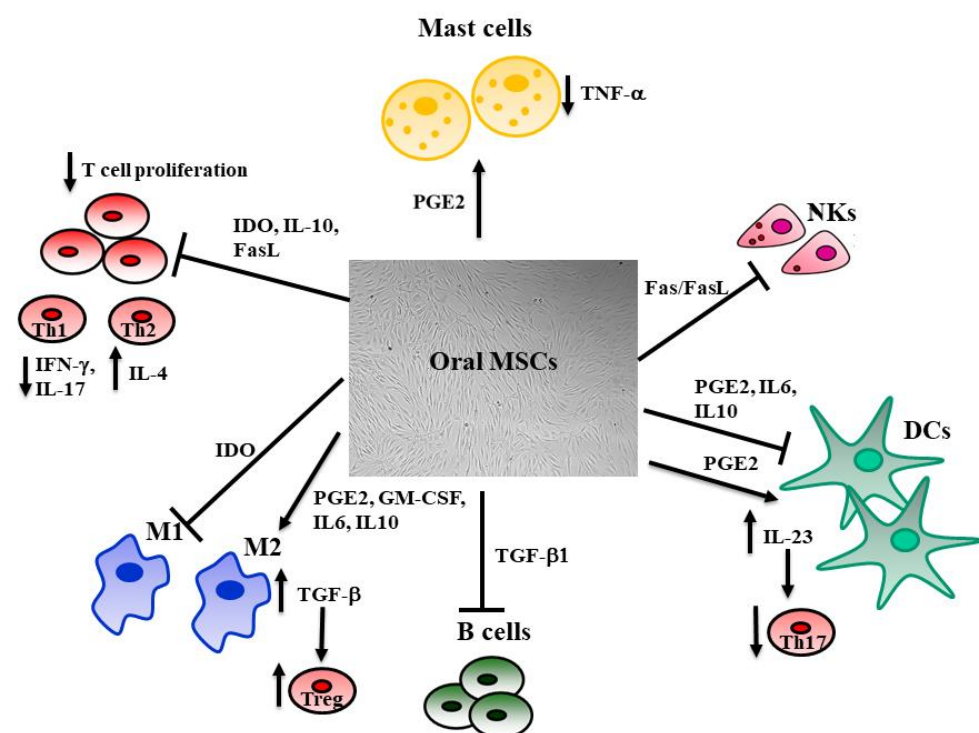 Mast cells
TNF-α
T cell proliferation
PGE2
IDO, IL-10,
FasL
NKs
Fas/FasL
Th1
Th2
IFN-γ,
IL-17
IL-4
Oral MSCs
PGE2, IL6,
IL10
DCs
PGE2
IDO
PGE2, GM-CSF,
IL6, IL10
M1
M2
IL-23
TGF-β1
TGF-β
Th17
B cells
Treg